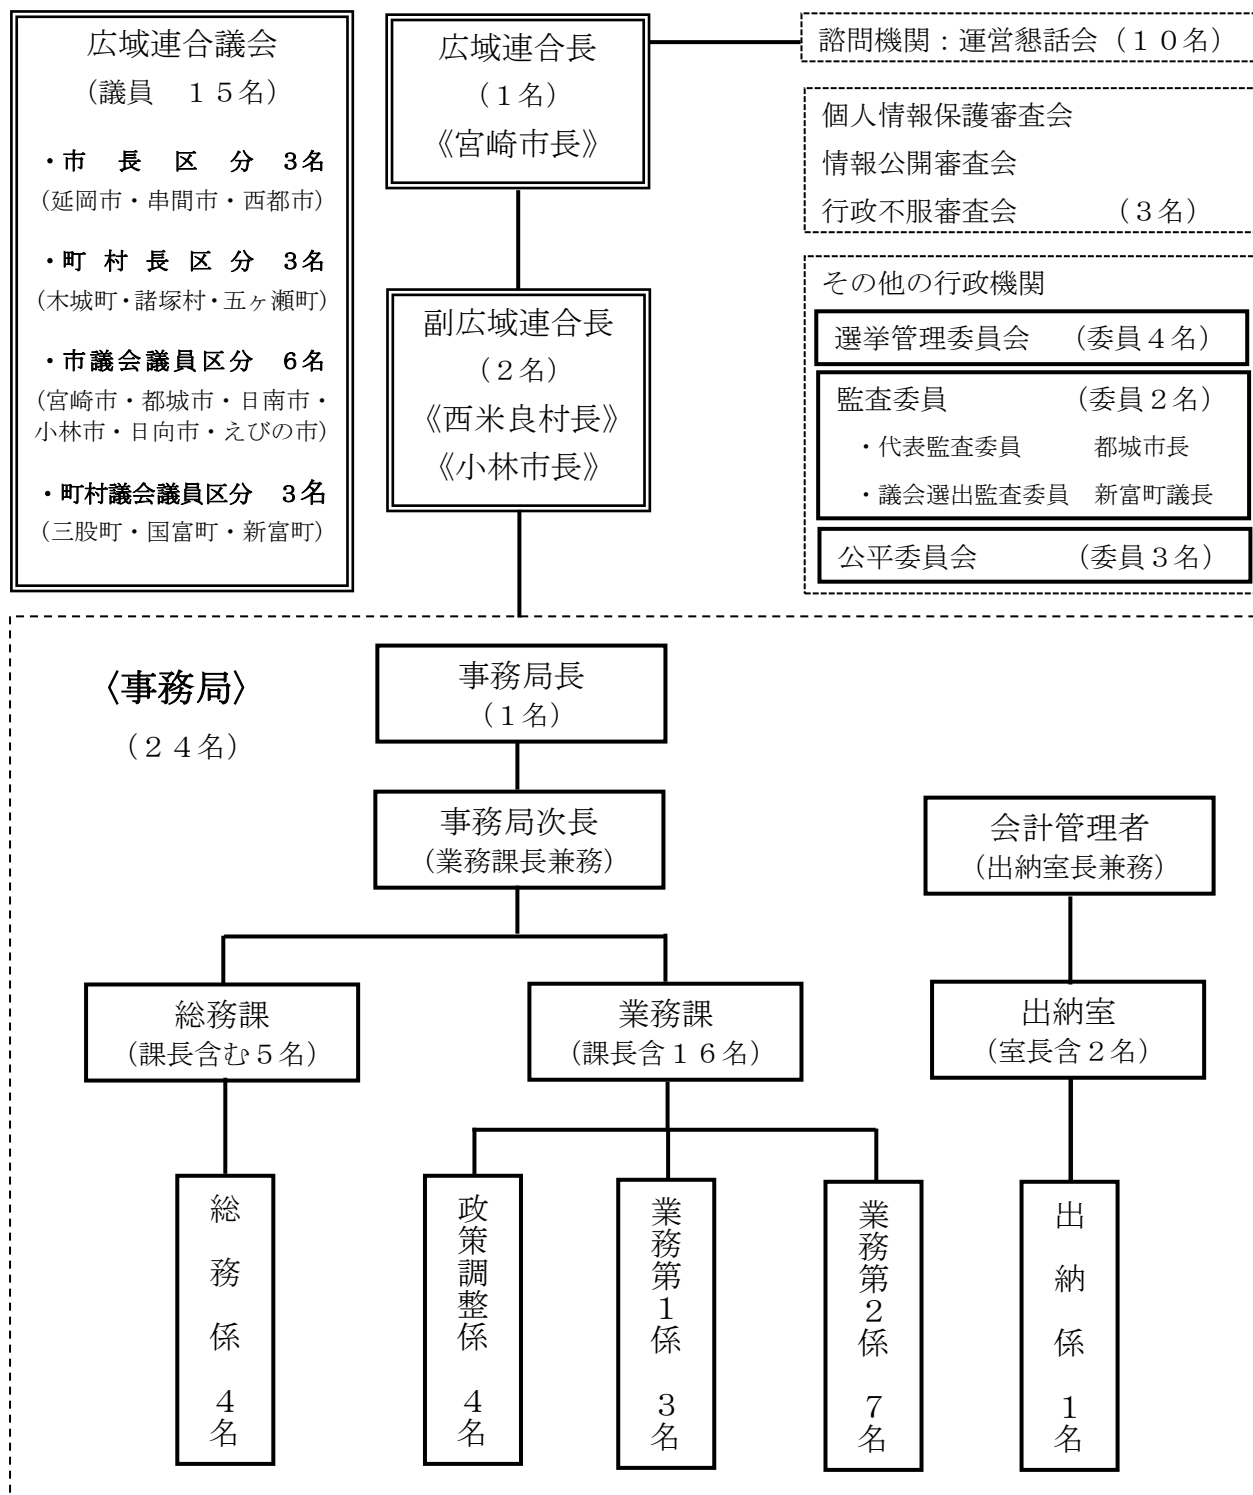 広域連合議会
(議員　１５名)
・市　長　区　分　３名
(延岡市・串間市・西都市)
・町　村　長　区　分　３名
(木城町・諸塚村・五ヶ瀬町)
・市議会議員区分　６名
(宮崎市・都城市・日南市・
小林市・日向市・えびの市)
・町村議会議員区分　３名
(三股町・国富町・新富町)
広域連合長
（１名）
《宮崎市長》
副広域連合長
（２名）
《西米良村長》
《小林市長》
諮問機関：運営懇話会（１０名）
個人情報保護審査会
情報公開審査会
行政不服審査会　　　（３名）
その他の行政機関
選挙管理委員会　（委員４名）
監査委員　　　　（委員２名）
・代表監査委員　　　都城市長
・議会選出監査委員　新富町議長
公平委員会　　　（委員３名）
〈事務局〉
（２４名）
事務局長
（１名）
事務局次長
(業務課長兼務)
会計管理者
(出納室長兼務)
総務課
(課長含む５名)
業務課
(課長含１６名)
出納室
(室長含２名)
総務係　４名
政策調整係　４名
業務第１係　３名
業務第２係　７名
出納係　１名